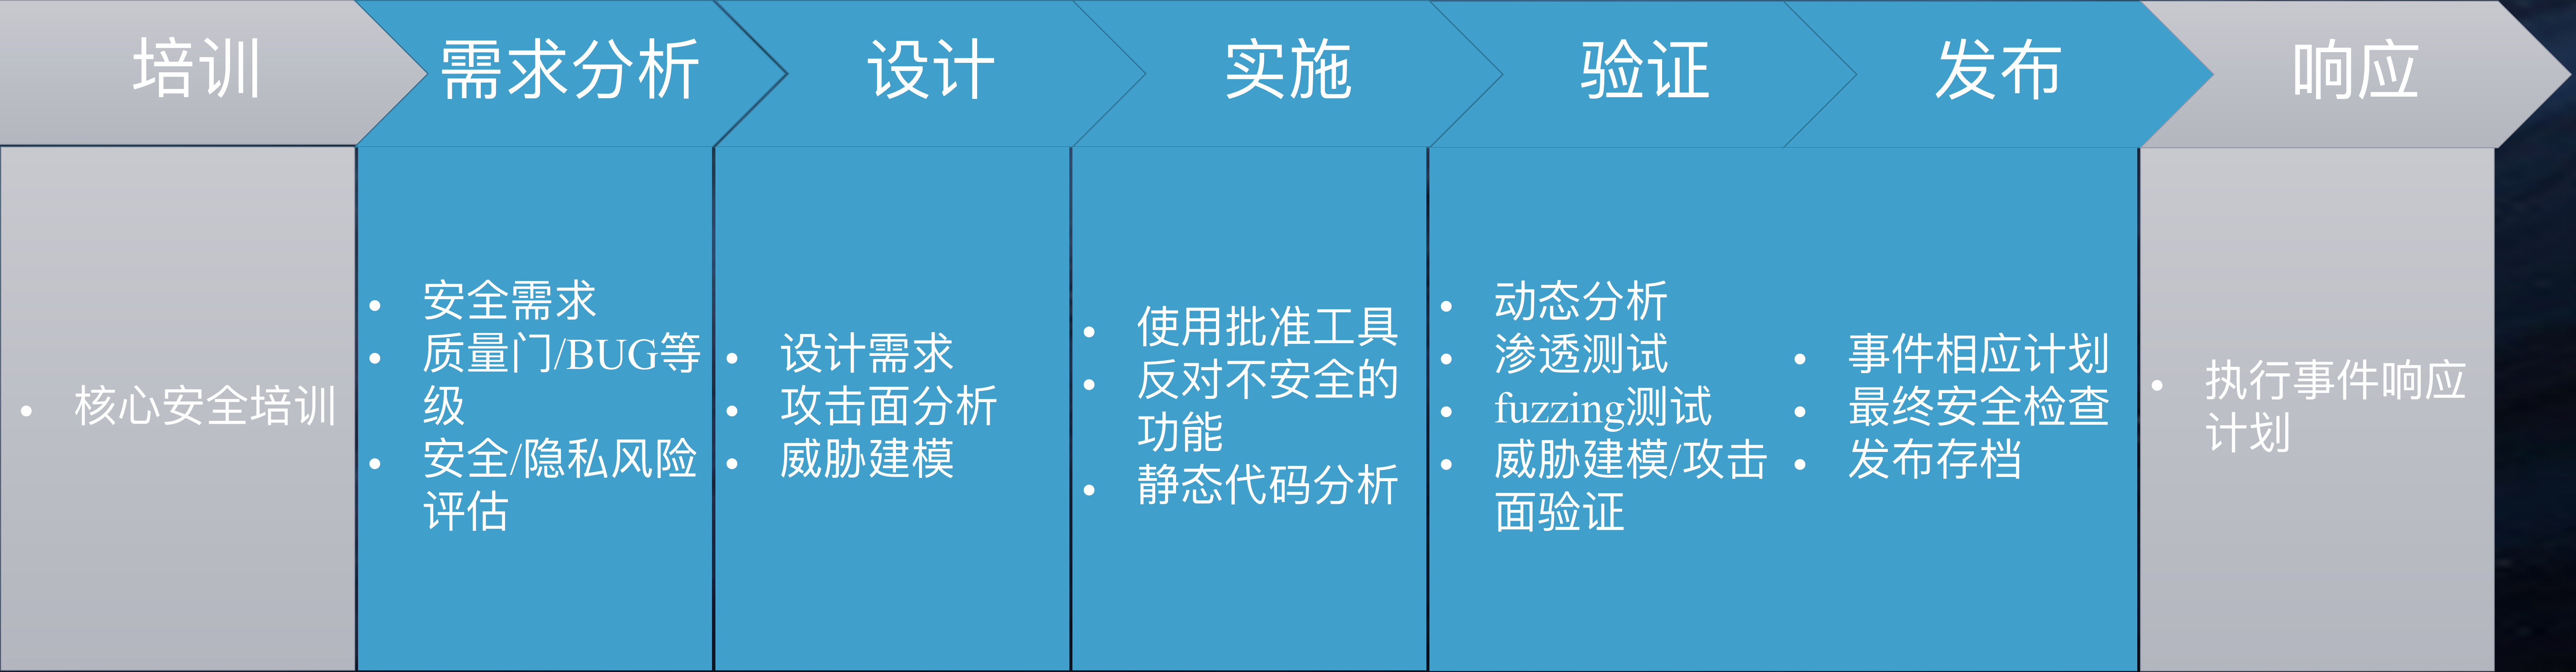 培训
需求分析
设计
实施
验证
发布
响应
• 核心安全培训
• 安全需求
• 质量门/BUG等
级
• 安全/隐私风险
评估
• 设计需求
• 攻击面分析
• 威胁建模
• 使用批准工具
• 反对不安全的
功能
• 静态代码分析
• 动态分析
• 渗透测试
• fuzzing测试
• 威胁建模/攻击
面验证
• 事件相应计划
• 最终安全检查
• 发布存档
• 执行事件响应
计划